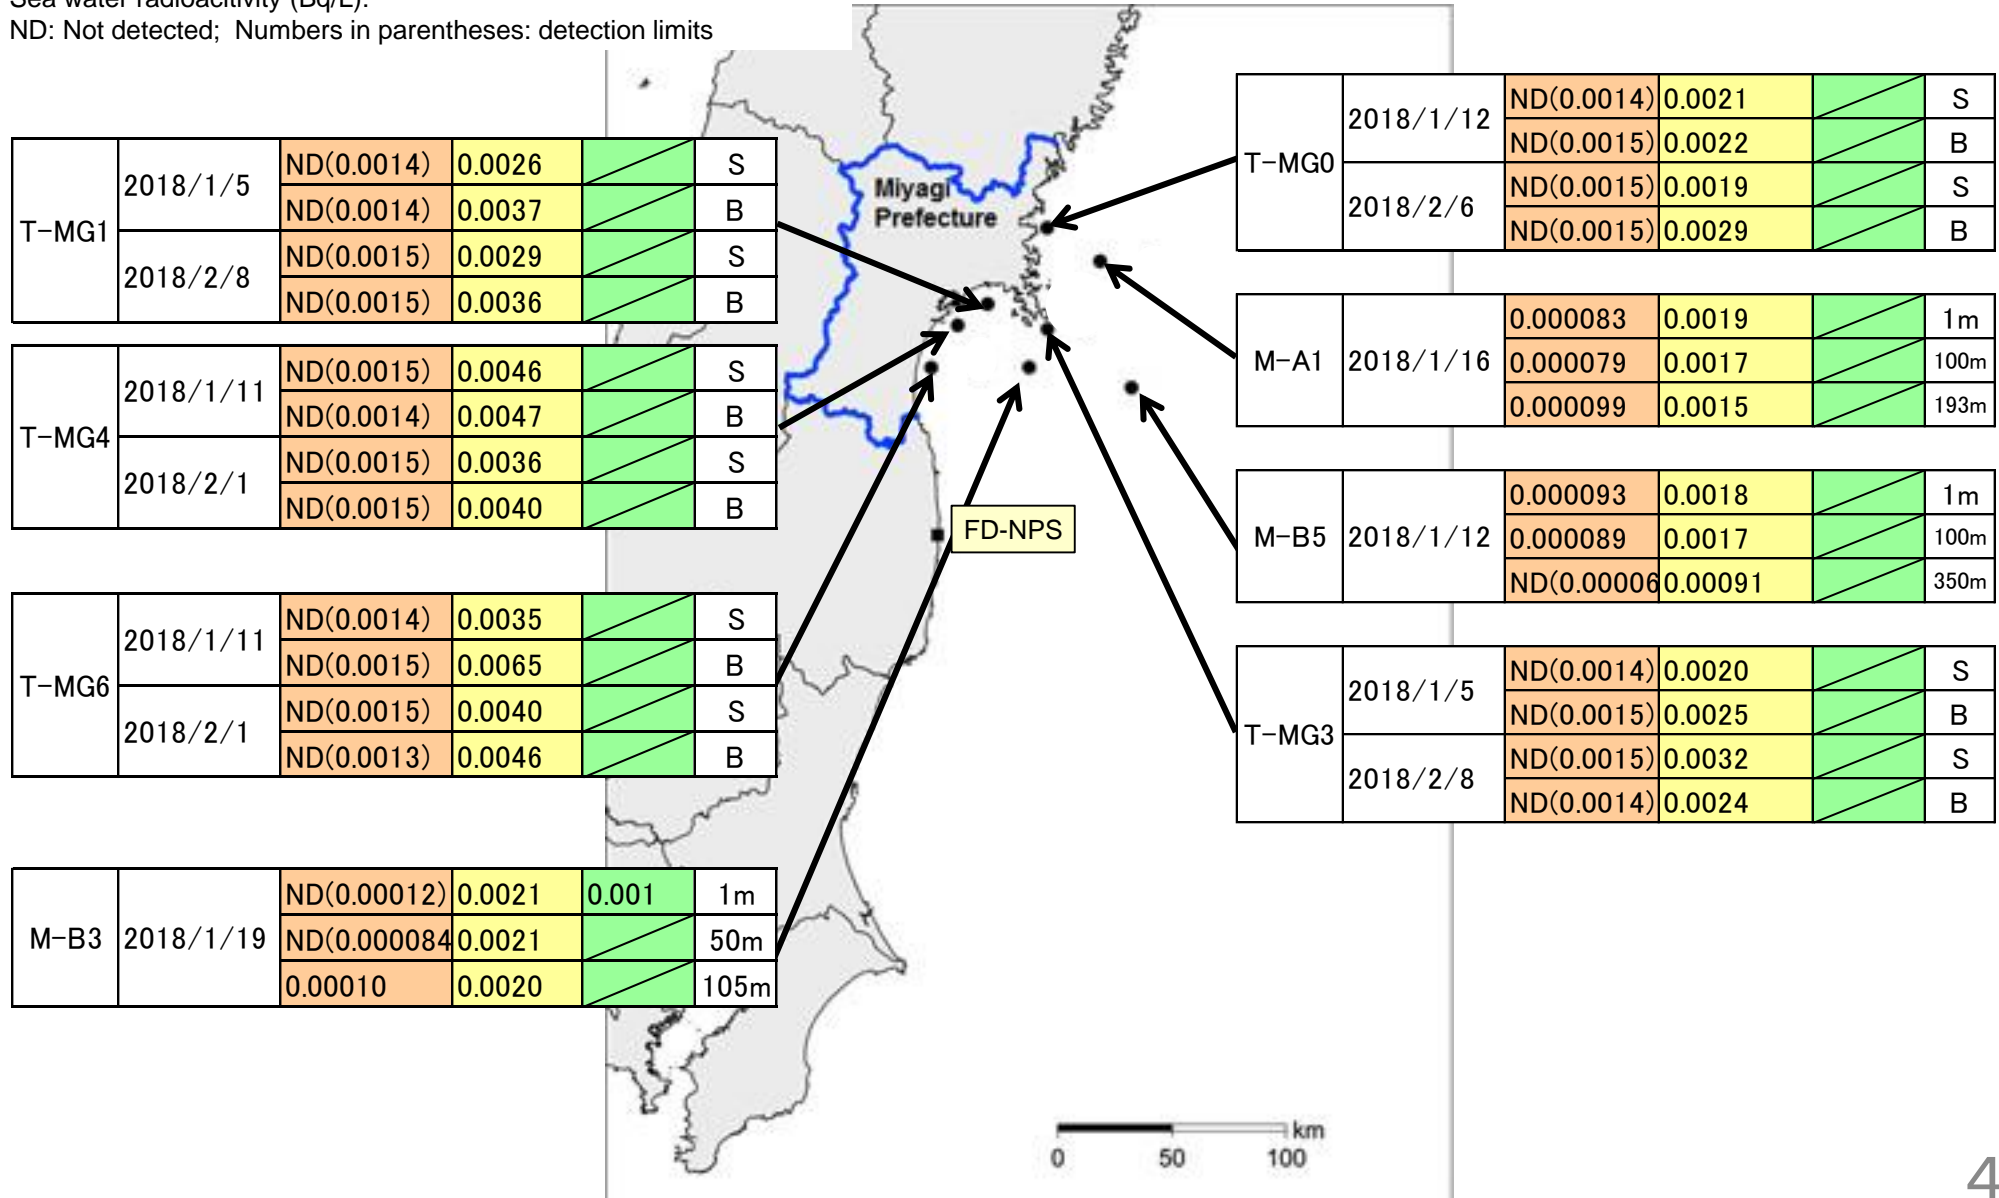 Sea water radioacitivity (Bq/L).
ND: Not detected; Numbers in parentheses: detection limits
T-MG1
2018/1/5 ND(0.0014) 0.0026 S
ND(0.0014) 0.0037 B
2018/2/8 ND(0.0015) 0.0029 S
ND(0.0015) 0.0036 B
T-MG4
2018/1/11 ND(0.0015) 0.0046 S
ND(0.0014) 0.0047 B
2018/2/1 ND(0.0015) 0.0036 S
ND(0.0015) 0.0040 B
T-MG6
2018/1/11 ND(0.0014) 0.0035 S
ND(0.0015) 0.0065 B
2018/2/1 ND(0.0015) 0.0040 S
ND(0.0013) 0.0046 B
M-B3 2018/1/19
ND(0.00012) 0.0021 0.001 1m
ND(0.000084 0.0021 50m
0.00010 0.0020 105m
Miyagi
Prefecture
FD-NPS
T-MG0
2018/1/12 ND(0.0014) 0.0021 S
ND(0.0015) 0.0022 B
2018/2/6 ND(0.0015) 0.0019 S
ND(0.0015) 0.0029 B
M-A1 2018/1/16
0.000083 0.0019 1m
0.000079 0.0017 100m
0.000099 0.0015 193m
M-B5 2018/1/12
0.000093 0.0018 1m
0.000089 0.0017 100m
ND(0.00006 0.00091 350m
T-MG3
2018/1/5 ND(0.0014) 0.0020 S
ND(0.0015) 0.0025 B
2018/2/8 ND(0.0015) 0.0032 S
ND(0.0014) 0.0024 B
km
0 50 100
4